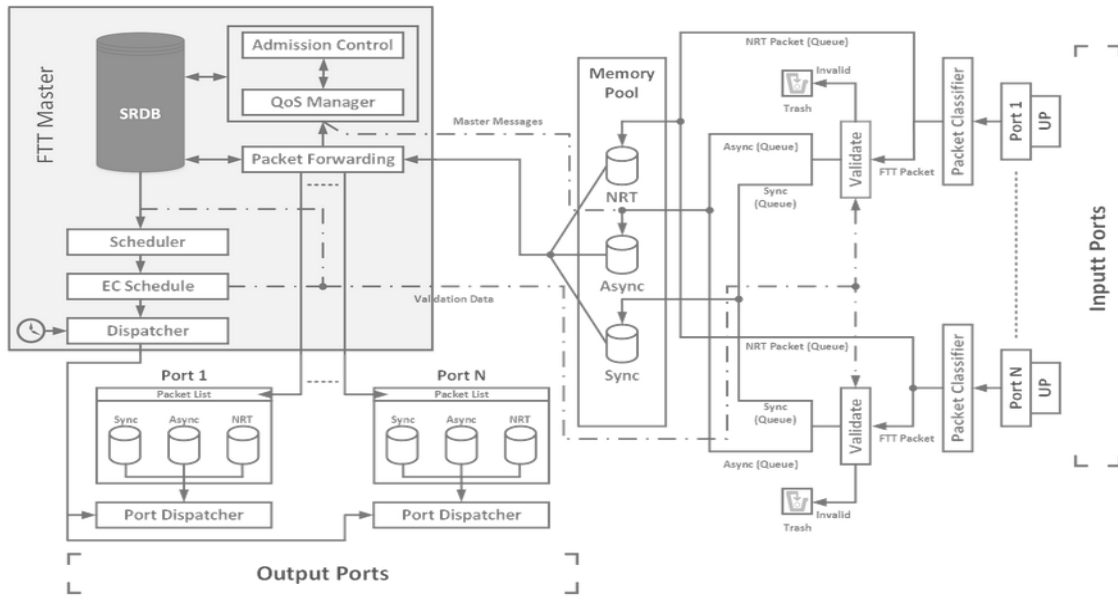 FTT Master
SRDB
Admission Control
QoS Manager
Packet Forwarding
Scheduler
EC Schedule
Dispatcher
Master Messages
Validation Data
Memory
Pool
NRT
Async
Sync
NRT Packet (Queue)
Invalid
Trash
Async (Queue)
Sync
(Queue)
Validate
FTT Packet
Packet Classifier
Port 1
UP
NRT Packet (Queue)
Sync
(Queue)
Async (Queue)
Validate
FTT Packet
Packet Classifier
Port N
UP
Invalid
Trash
Inputt Ports
Port 1
Packet List
Sync Async NRT
Port Dispatcher
Port N
Packet List
Sync Async NRT
Port Dispatcher
Output Ports